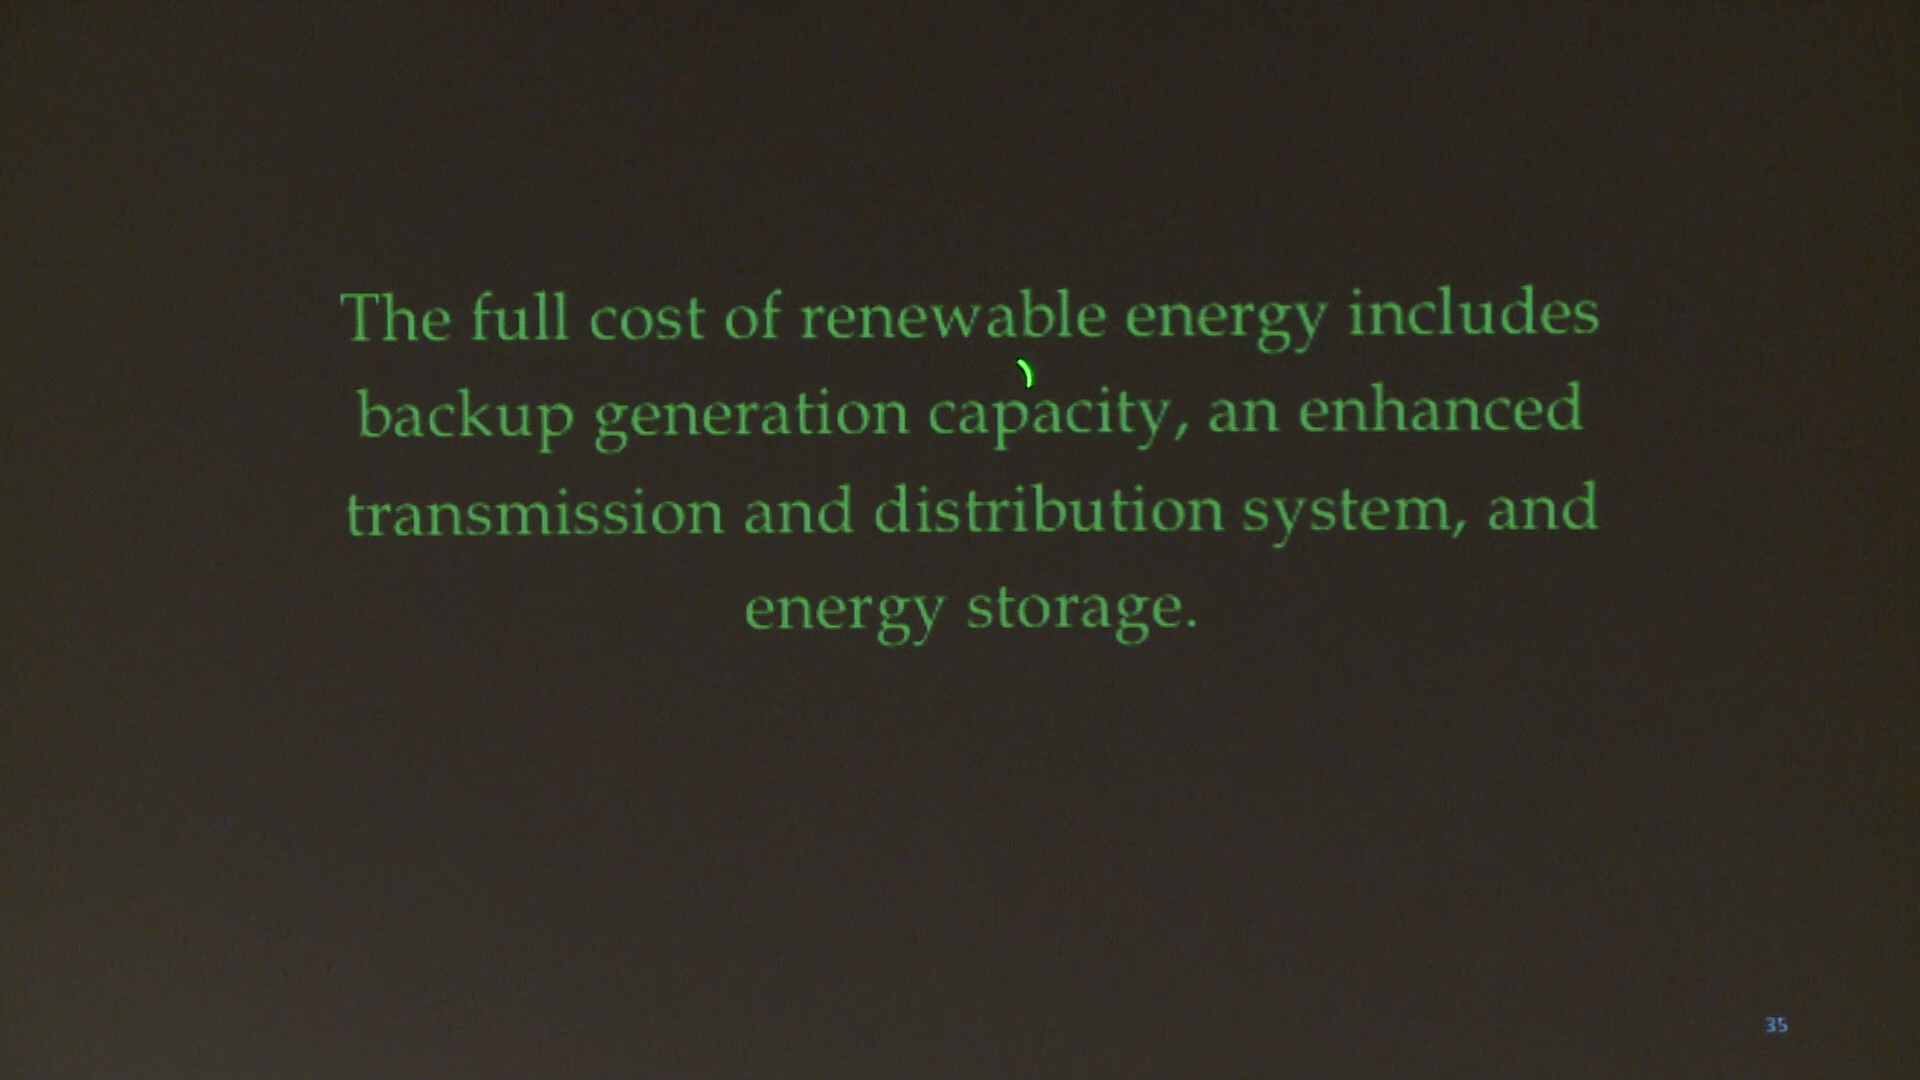 The full cost of renewable energy includes
backup generation capacity, an enhanced
transmission and distribution system, and
energy storage.
35